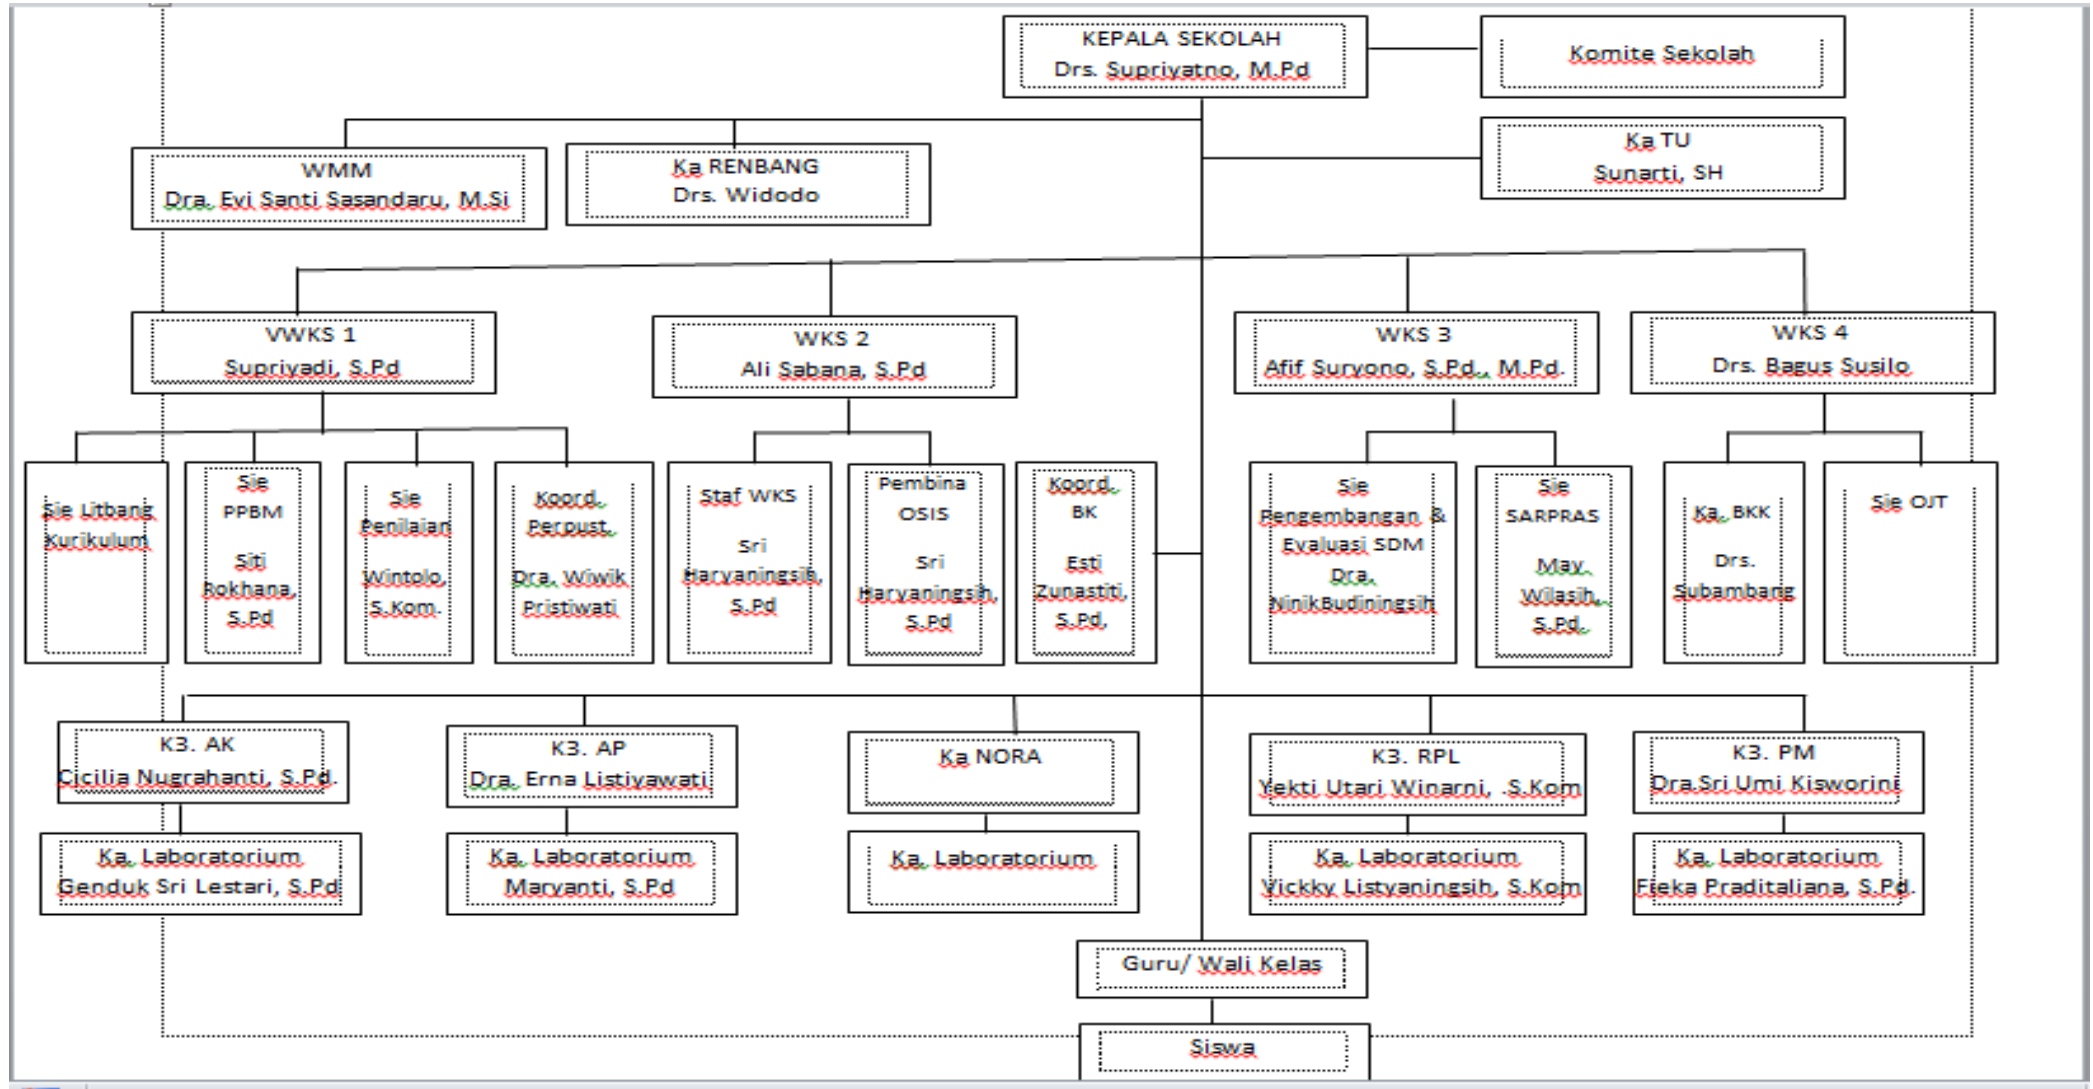 KEPALA SEKOLAH
Drs. Supriyatno, M.Pd
Komite Sekolah
Ka TU
Sunarti, SH
WMM
Dra. Evi Santi Sasandaru, M.Si
Ka RENBANG
Drs. Widodo
VWKS 1
Supriyadi, S.Pd
WKS 2
Ali Sabana, S.Pd
WKS 3
Afif Suryono, S.Pd., M.Pd.
WKS 4
Drs. Bagus Susilo
Sie Litbang
Kurikulum
Sie
PPBM
Siti
Rokhana,
S.Pd
Sie
Penilaian
Wintolo,
S.Kom.
Koord.
Perpust.
Dra. Wiwik
Pristiwati
Staf WKS
Sri
Haryaningsih,
S.Pd
Pembina
OSIS
Sri
Haryaningsih,
S.Pd
Koord.
BK
Esti
Zunastiti,
S.Pd,
Sie
Pengembangan &
Evaluasi SDM
Dra.
NinikBudiningsih
Sie
SARPRAS
May
Wilasih,
S.Pd.
Ka. BKK
Drs.
Subambang
Sie OJT
K3. AK
Cicilia Nugrahanti, S.Pd.
K3. AP
Dra. Erna Listiyawati
Ka NORA
K3. RPL
Yekti Utari Winarni, .S.Kom
K3. PM
Dra.Sri Umi Kisworini
Ka. Laboratorium
Genduk Sri Lestari, S.Pd
Ka. Laboratorium
Maryanti, S.Pd
Ka. Laboratorium
Ka. Laboratorium
Vickky Listyaningsih, S.Kom
Ka. Laboratorium
Fieka Praditaliana, S.Pd.
Guru/ Wali Kelas
Siswa